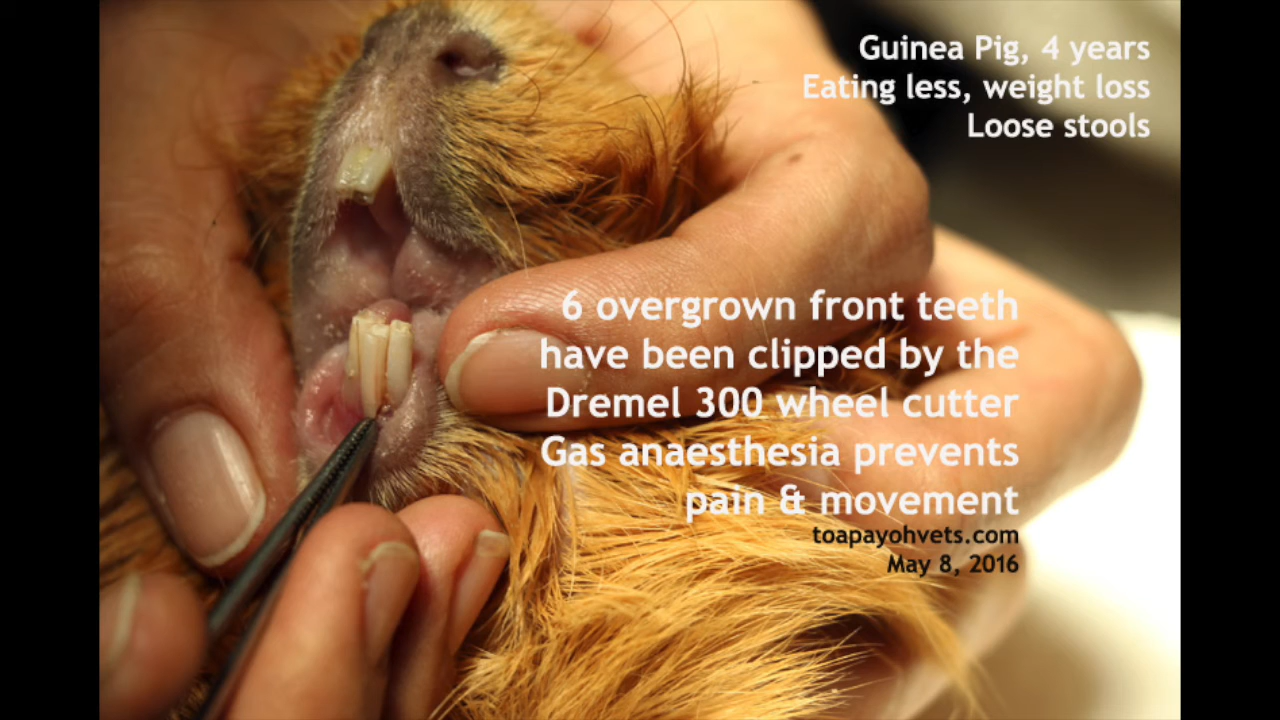 Guinea Pig, 4 years
Eating less, weight loss
Loose stools
6 overgrown front teeth
have been clipped by the
Dremel 300 wheel cutter
Gas anaesthesia prevents
pain & movement
toapayohvets.com
May 8, 2016